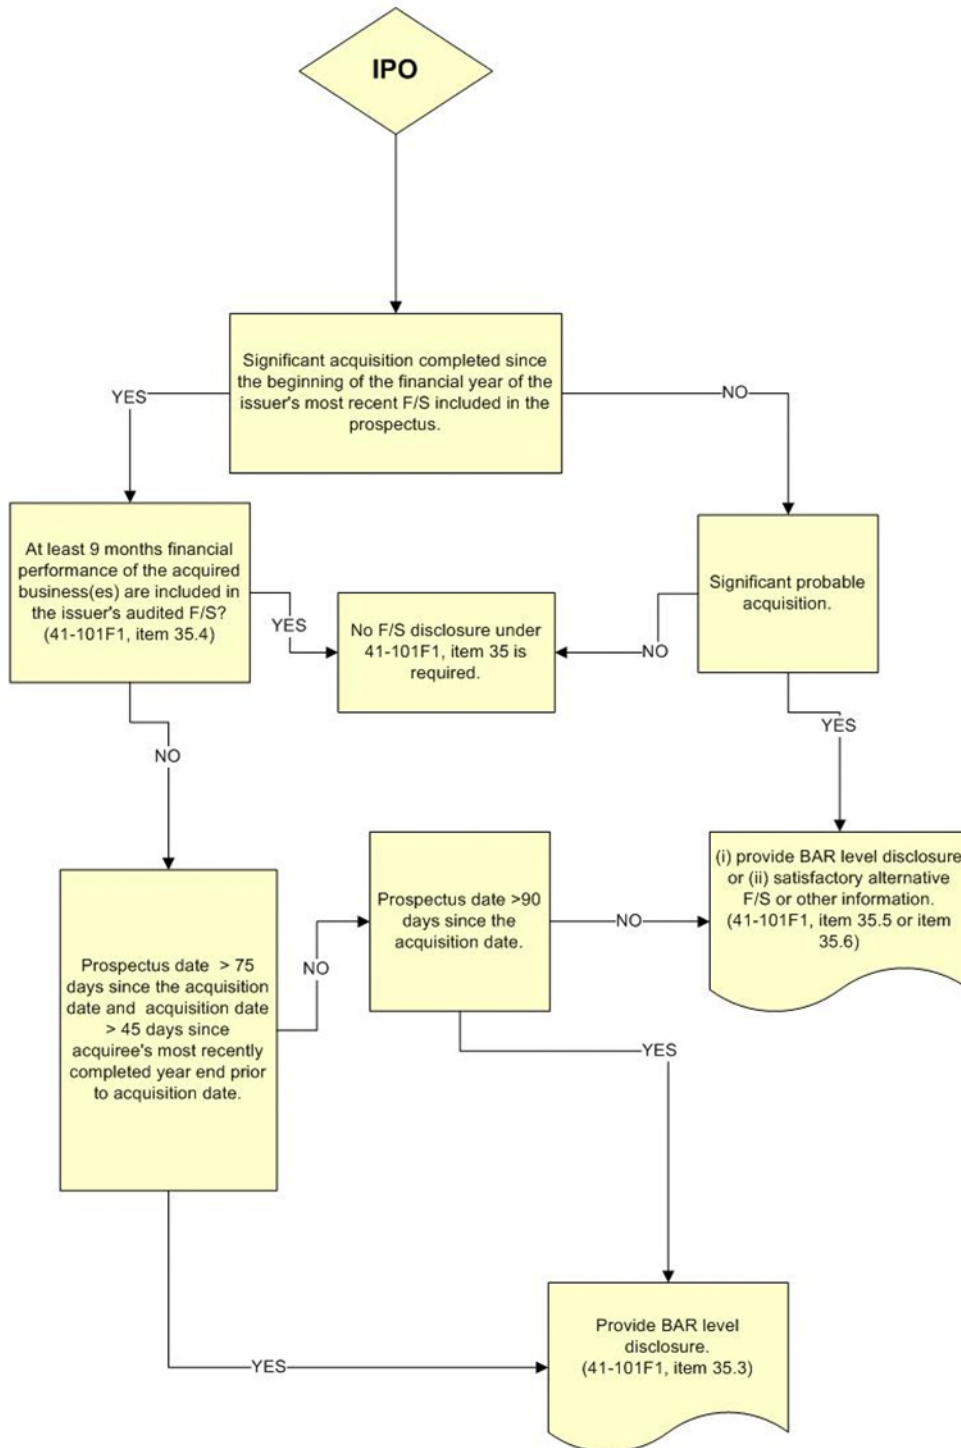 IPO
Significant acquisition completed since
the beginning of the financial year of the
issuer's most recent F/S included in the
prospectus.
YES
NO
At least 9 months financial
performance of the acquired
business(es) are included in
the issuer's audited F/S?
(41-101F1, item 35.4)
YES
No F/S disclosure under
41-101F1, item 35 is
required.
NO
Significant probable
acquisition.
YES
NO
Prospectus date > 75
days since the acquisition
date and acquisition date
> 45 days since
acquiree's most recently
completed year end prior
to acquisition date.
NO
Prospectus date >90
days since the
acquisition date.
NO
(i) provide BAR level disclosure
or (ii) satisfactory alternative
F/S or other information.
(41-101F1, item 35.5 or item
35.6)
YES
YES
Provide BAR level
disclosure.
(41-101F1, item 35.3)